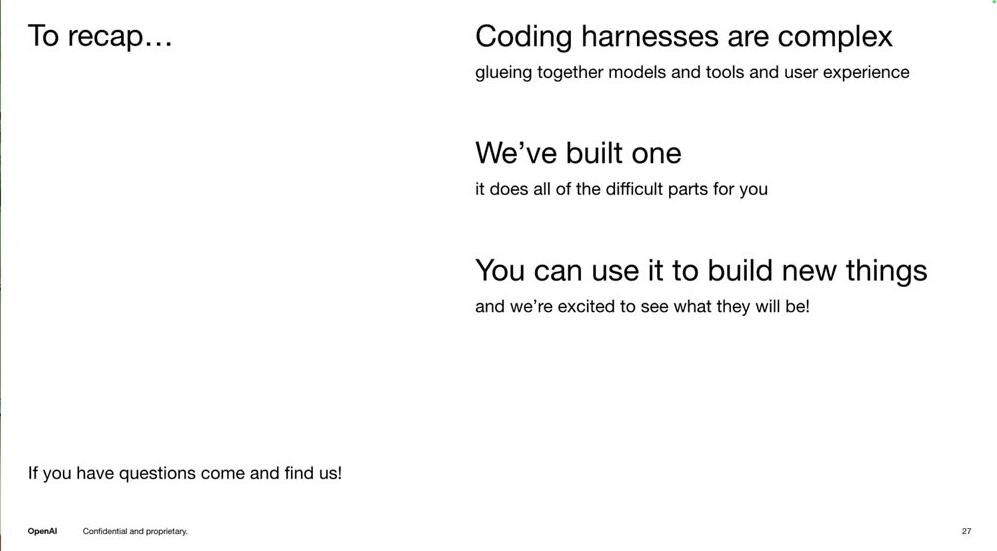 To recap…
Coding harnesses are complex
glueing together models and tools and user experience
We’ve built one
it does all of the difficult parts for you
You can use it to build new things
and we’re excited to see what they will be!
If you have questions come and find us!
OpenAI Confidential and proprietary. 27